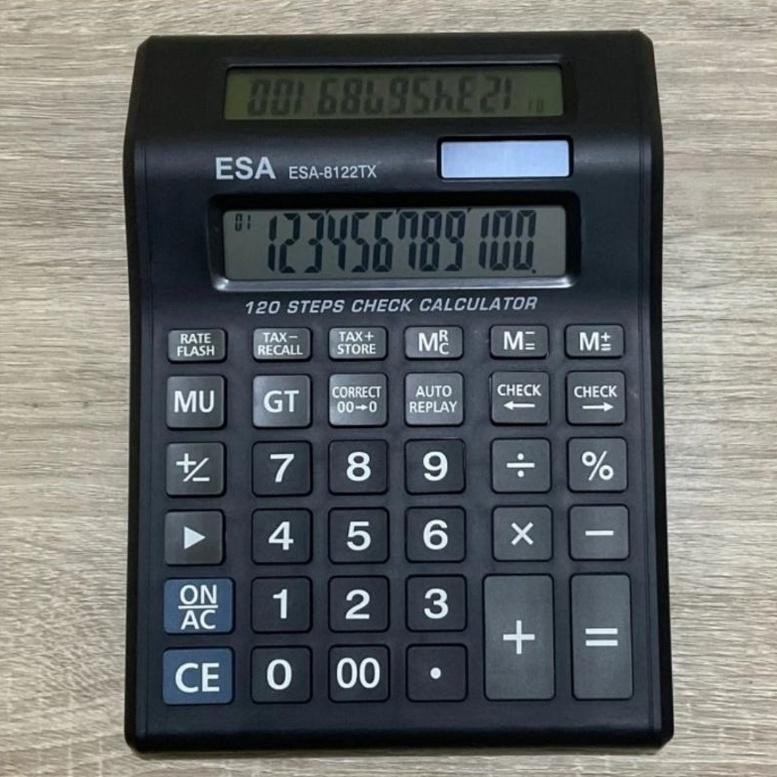 ESA ESA-8122TX
01 123456789100.
120 STEPS CHECK CALCULATOR
RATE FLASH TAX− RECALL TAX+ STORE MRC M−= M+=
MU GT CORRECT 00→0 AUTO REPLAY CHECK ← CHECK →
+/− 7 8 9 ÷ %
▶ 4 5 6 × −
ON/AC 1 2 3 + =
CE 0 00 •